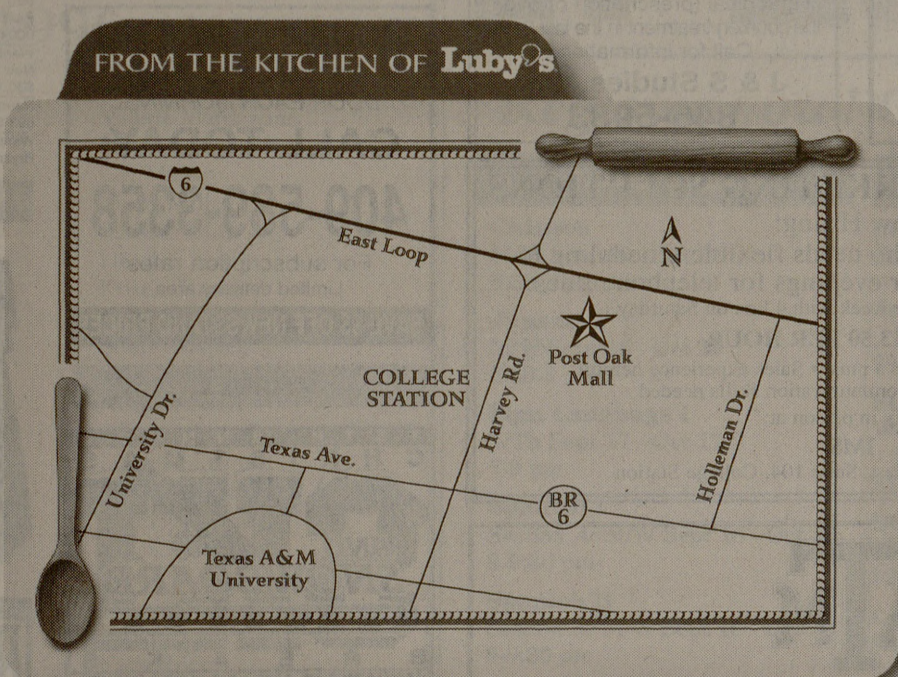 FROM THE KITCHEN OF Luby's
6
East Loop
N
Post Oak
Mall
COLLEGE
STATION
Harvey Rd.
Holleman Dr.
University Dr.
Texas Ave.
BR
6
Texas A&M
University